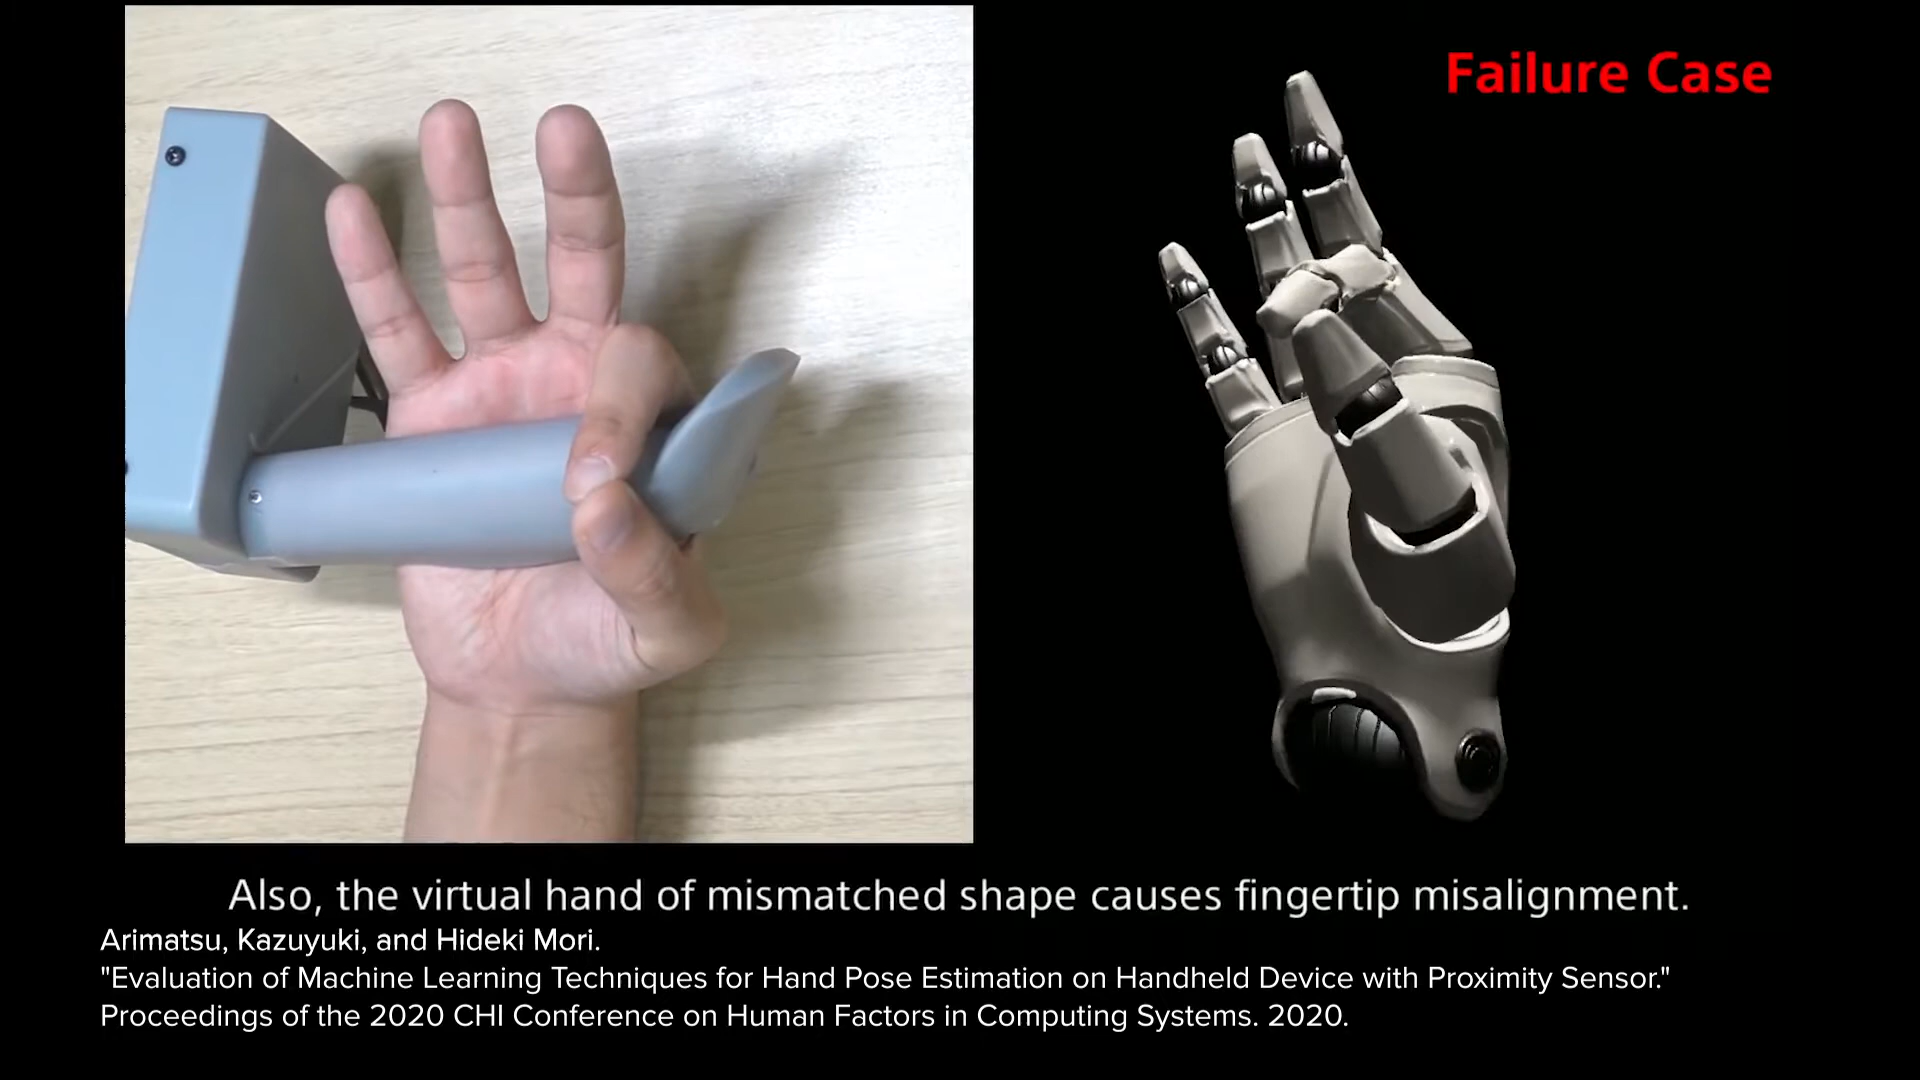 Failure Case
Also, the virtual hand of mismatched shape causes fingertip misalignment.
Arimatsu, Kazuyuki, and Hideki Mori.
"Evaluation of Machine Learning Techniques for Hand Pose Estimation on Handheld Device with Proximity Sensor."
Proceedings of the 2020 CHI Conference on Human Factors in Computing Systems. 2020.